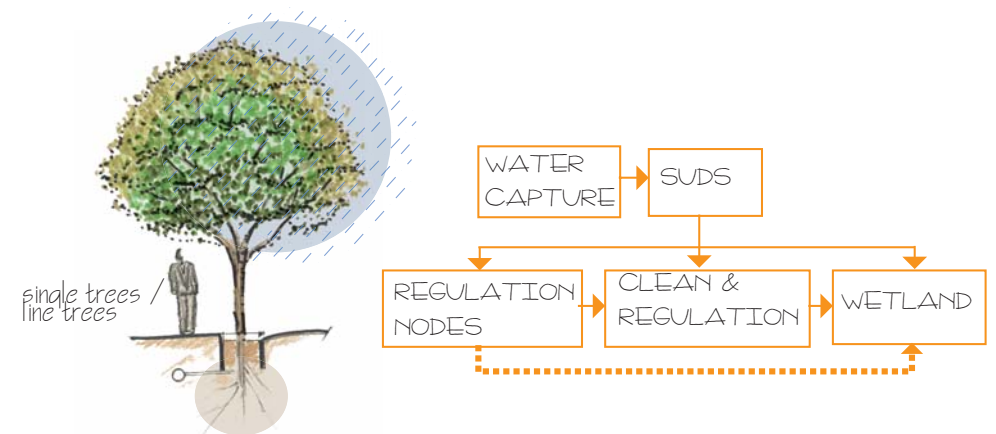 WATER
CAPTURE
SUDS
single trees /
line trees
REGULATION
NODES
CLEAN &
REGULATION
WETLAND